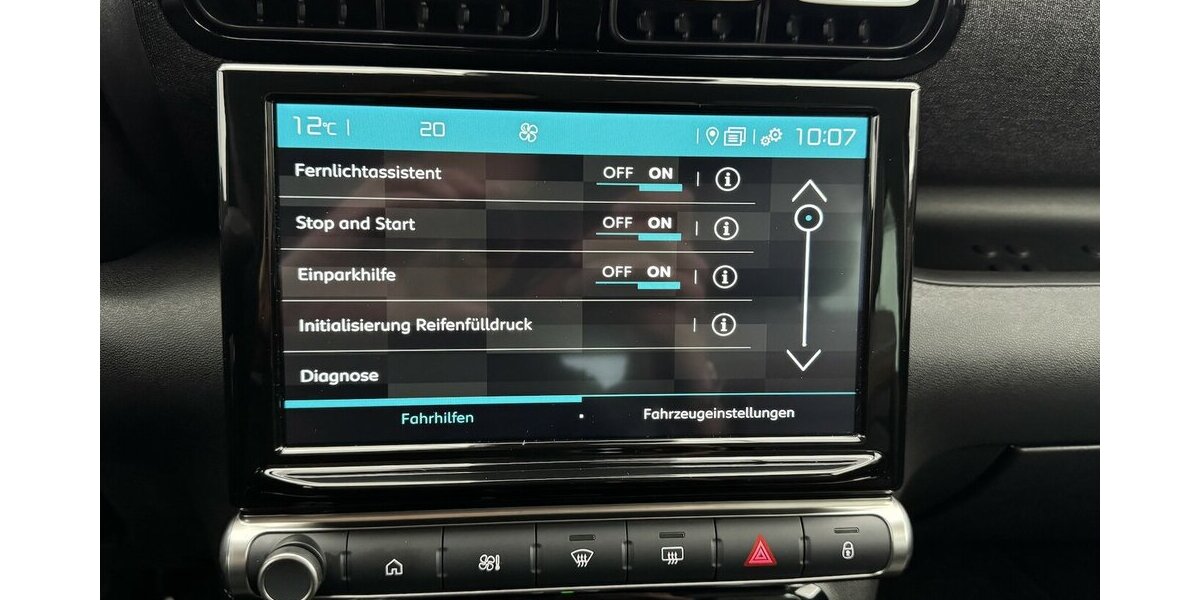 12°C 20 10:07
Fernlichtassistent OFF ON
Stop and Start OFF ON
Einparkhilfe OFF ON
Initialisierung Reifenfülldruck
Diagnose
Fahrhilfen Fahrzeugeinstellungen